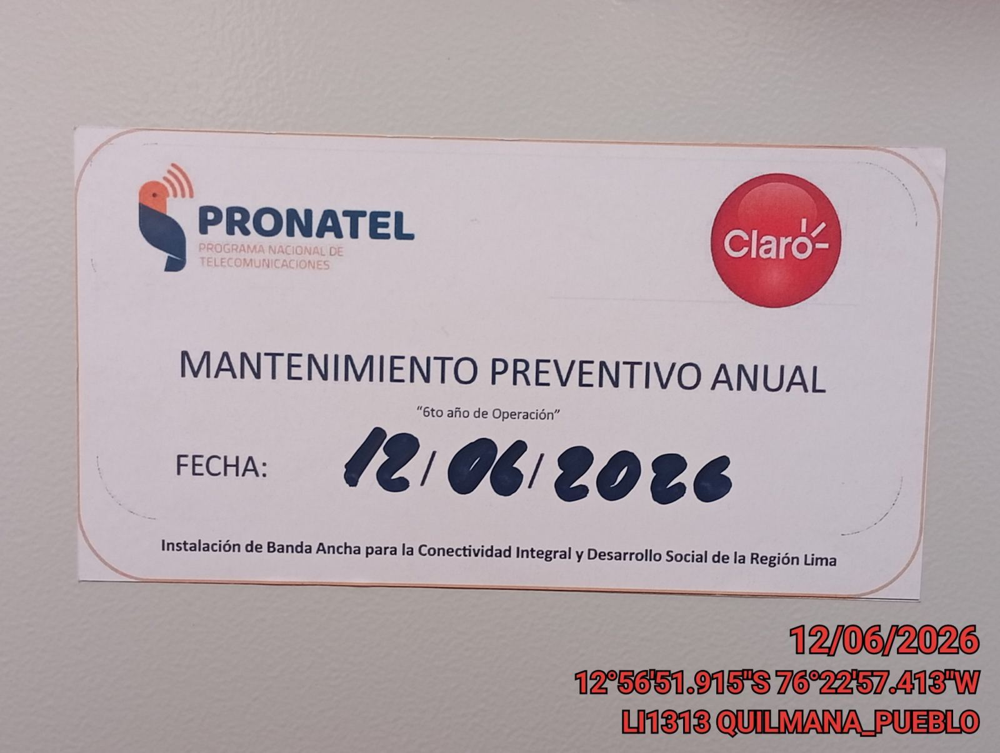 PRONATEL
PROGRAMA NACIONAL DE
TELECOMUNICACIONES
Claro
MANTENIMIENTO PREVENTIVO ANUAL
“6to año de Operación”
FECHA: 12/06/2026
Instalación de Banda Ancha para la Conectividad Integral y Desarrollo Social de la Región Lima
12/06/2026
12°56'51.915"S 76°22'57.413"W
LI1313 QUILMANA_PUEBLO